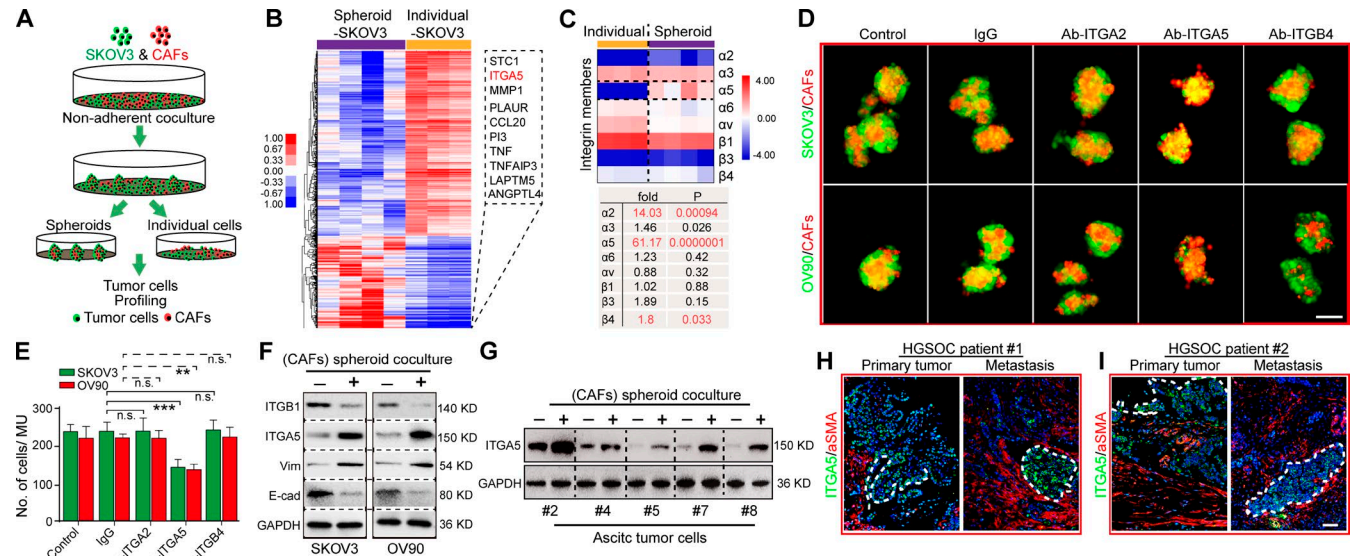 A
SKOV3 & CAFs
Non-adherent coculture
Spheroids
Individual cells
Tumor cells
Profiling
Tumor cells CAFs
B
Spheroid Individual
-SKOV3 -SKOV3
1.00
0.67
0.33
0.00
-0.33
-0.67
1.00
STC1
ITGA5
MMP1
PLAUR
CCL20
PI3
TNF
TNFAIP3
LAPTM5
ANGPTL4
C
Individual Spheroid
Integrin members
α2
α3
α5
α6
αv
β1
β3
β4
4.00
0.00
-4.00
fold P
α2 14.03 0.00094
α3 1.46 0.026
α5 61.17 0.0000001
α6 1.23 0.42
αv 0.88 0.32
β1 1.02 0.88
β3 1.89 0.15
β4 1.8 0.033
D
Control IgG Ab-ITGA2 Ab-ITGA5 Ab-ITGB4
SKOV3/CAFs
OV90/CAFs
E
SKOV3
OV90
n.s.
**
n.s.
n.s.
***
n.s.
No. of cells/ MU
300
200
100
0
Control
IgG
-ITGA2
-ITGA5
-ITGB4
F
(CAFs) spheroid coculture
– + – +
ITGB1 140 KD
ITGA5 150 KD
Vim 54 KD
E-cad 80 KD
GAPDH 36 KD
SKOV3 OV90
G
(CAFs) spheroid coculture
– + – + – + – + – +
ITGA5 150 KD
GAPDH 36 KD
#2 #4 #5 #7 #8
Ascitc tumor cells
H
HGSOC patient #1
Primary tumor Metastasis
ITGA5/aSMA
I
HGSOC patient #2
Primary tumor Metastasis
ITGA5/aSMA